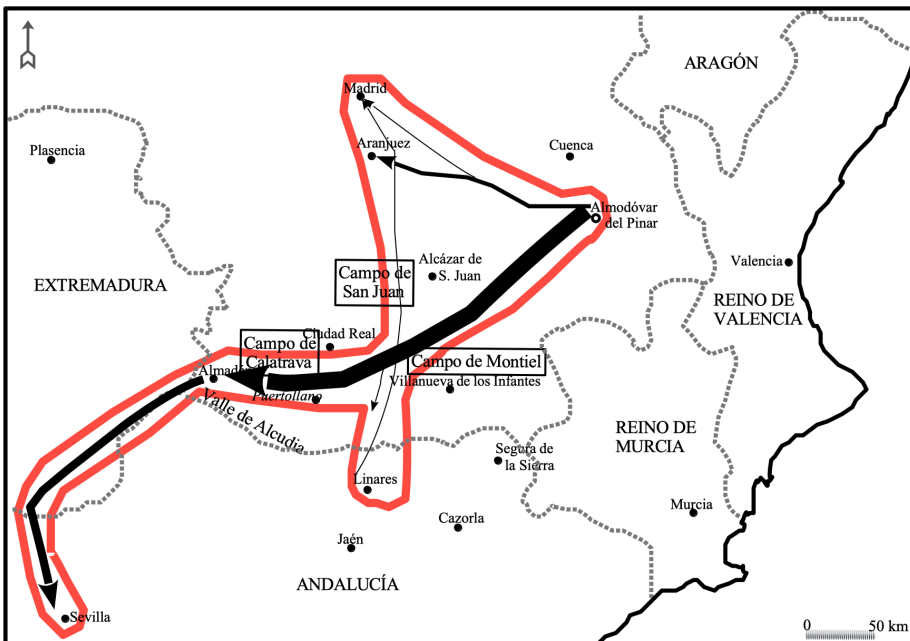 ARAGÓN
Madrid
Aranjuez
Cuenca
Plasencia
Almodóvar
del Pinar
Alcázar de
S. Juan
Valencia
Campo de
San Juan
EXTREMADURA
REINO DE
VALENCIA
Ciudad Real
Campo de
Calatrava
Campo de Montiel
Almadén
Villanueva de los Infantes
Puertollano
Valle de Alcudia
REINO DE
MURCIA
Segura de
la Sierra
Linares
Murcia
Cazorla
Jaén
ANDALUCÍA
Sevilla
0 50 km